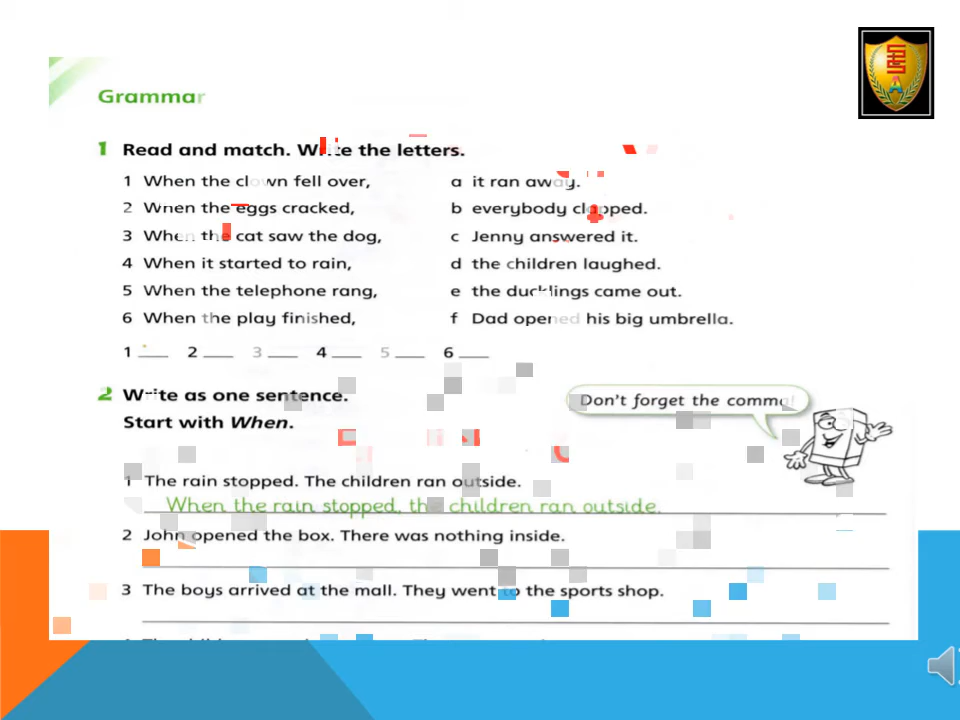 Grammar
1 Read and match. Write the letters.
1 When the clown fell over,
a it ran away.
2 When the eggs cracked,
b everybody clapped.
3 When the cat saw the dog,
c Jenny answered it.
4 When it started to rain,
d the children laughed.
5 When the telephone rang,
e the ducklings came out.
6 When the play finished,
f Dad opened his big umbrella.
1 ___ 2 ___ 3 ___ 4 ___ 5 ___ 6 ___
2 Write as one sentence.
Start with When.
Don't forget the comma!
1 The rain stopped. The children ran outside.
When the rain stopped, the children ran outside.
2 John opened the box. There was nothing inside.
3 The boys arrived at the mall. They went to the sports shop.